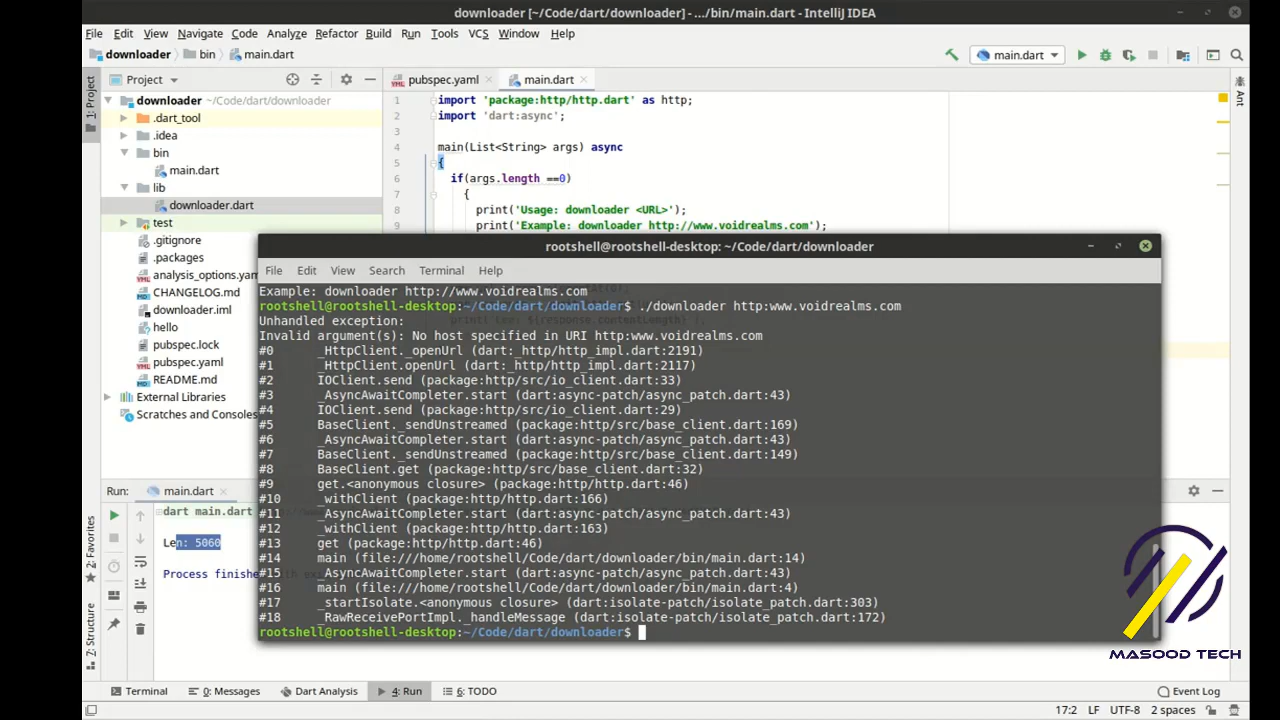 downloader [~/Code/dart/downloader] - .../bin/main.dart - IntelliJ IDEA
File Edit View Navigate Code Analyze Refactor Build Run Tools VCS Window Help
downloader bin main.dart
main.dart
1: Project
Project
pubspec.yaml main.dart
Ant
downloader ~/Code/dart/downloader
.dart_tool
.idea
bin
main.dart
lib
downloader.dart
test
.gitignore
.packages
analysis_options.yam
CHANGELOG.md
downloader.iml
hello
pubspec.lock
pubspec.yaml
README.md
External Libraries
Scratches and Consoles
1 import 'package:http/http.dart' as http;
2 import 'dart:async';
3
4 main(List<String> args) async
5 {
6 if(args.length ==0)
7 {
8 print('Usage: downloader <URL>');
9 print('Example: downloader http://www.voidrealms.com');
rootshell@rootshell-desktop: ~/Code/dart/downloader
File Edit View Search Terminal Help
Example: downloader http://www.voidrealms.com
rootshell@rootshell-desktop:~/Code/dart/downloader$ ./downloader http:www.voidrealms.com
Unhandled exception:
Invalid argument(s): No host specified in URI http:www.voidrealms.com
#0 _HttpClient._openUrl (dart:_http/http_impl.dart:2191)
#1 _HttpClient.openUrl (dart:_http/http_impl.dart:2117)
#2 IOClient.send (package:http/src/io_client.dart:33)
#3 _AsyncAwaitCompleter.start (dart:async-patch/async_patch.dart:43)
#4 IOClient.send (package:http/src/io_client.dart:29)
#5 BaseClient._sendUnstreamed (package:http/src/base_client.dart:169)
#6 _AsyncAwaitCompleter.start (dart:async-patch/async_patch.dart:43)
#7 BaseClient._sendUnstreamed (package:http/src/base_client.dart:149)
#8 BaseClient.get (package:http/src/base_client.dart:32)
#9 get.<anonymous closure> (package:http/http.dart:46)
#10 _withClient (package:http/http.dart:166)
#11 _AsyncAwaitCompleter.start (dart:async-patch/async_patch.dart:43)
#12 _withClient (package:http/http.dart:163)
#13 get (package:http/http.dart:46)
#14 main (file:///home/rootshell/Code/dart/downloader/bin/main.dart:14)
#15 _AsyncAwaitCompleter.start (dart:async-patch/async_patch.dart:43)
#16 main (file:///home/rootshell/Code/dart/downloader/bin/main.dart:4)
#17 _startIsolate.<anonymous closure> (dart:isolate-patch/isolate_patch.dart:303)
#18 _RawReceivePortImpl._handleMessage (dart:isolate-patch/isolate_patch.dart:172)
rootshell@rootshell-desktop:~/Code/dart/downloader$
Run: main.dart
dart main.dart
Len: 5060
Process finishe
2: Favorites
7: Structure
MASOOD TECH
Terminal 0: Messages Dart Analysis 4: Run 6: TODO Event Log
17:2 LF UTF-8 2 spaces